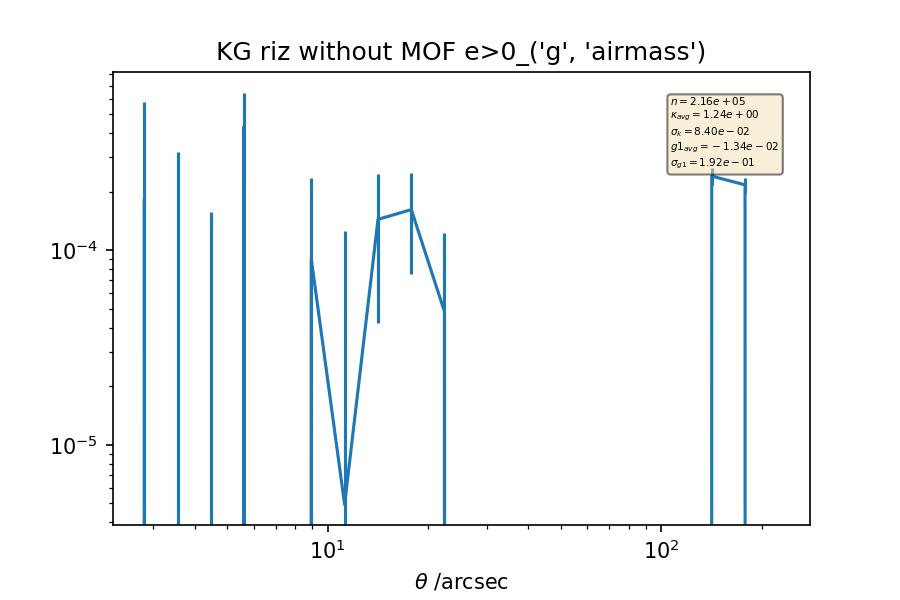 KG riz without MOF e>0_('g', 'airmass')
n = 2.16e + 05
κavg = 1.24e + 00
σk = 8.40e − 02
g1avg = − 1.34e − 02
σg1 = 1.92e − 01
10⁻⁴
10⁻⁵
10¹ 10²
θ /arcsec